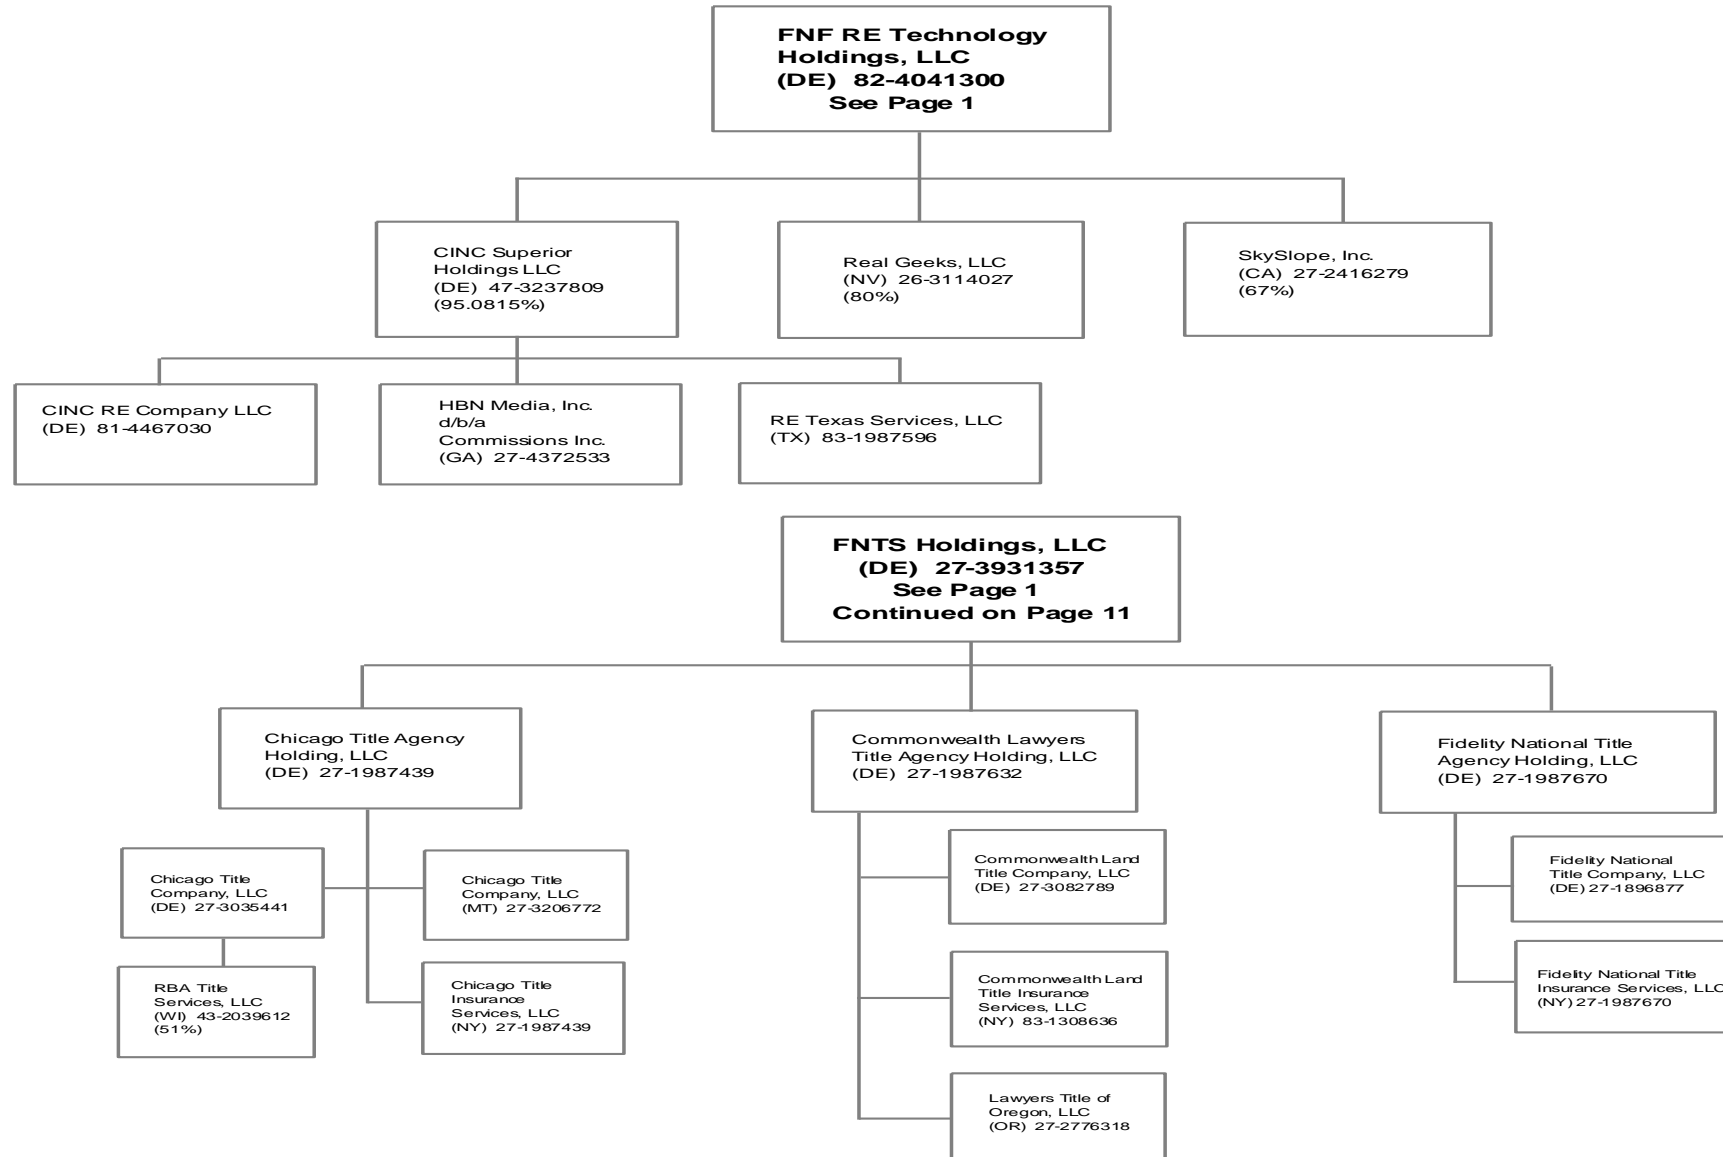 FNF RE Technology
Holdings, LLC
(DE) 82-4041300
See Page 1
CINC Superior
Holdings LLC
(DE) 47-3237809
(95.0815%)
Real Geeks, LLC
(NV) 26-3114027
(80%)
SkySlope, Inc.
(CA) 27-2416279
(67%)
CINC RE Company LLC
(DE) 81-4467030
HBN Media, Inc.
d/b/a
Commissions Inc.
(GA) 27-4372533
RE Texas Services, LLC
(TX) 83-1987596
FNTS Holdings, LLC
(DE) 27-3931357
See Page 1
Continued on Page 11
Chicago Title Agency
Holding, LLC
(DE) 27-1987439
Commonwealth Lawyers
Title Agency Holding, LLC
(DE) 27-1987632
Fidelity National Title
Agency Holding, LLC
(DE) 27-1987670
Chicago Title
Company, LLC
(DE) 27-3035441
Chicago Title
Company, LLC
(MT) 27-3206772
RBA Title
Services, LLC
(WI) 43-2039612
(51%)
Chicago Title
Insurance
Services, LLC
(NY) 27-1987439
Commonwealth Land
Title Company, LLC
(DE) 27-3082789
Commonwealth Land
Title Insurance
Services, LLC
(NY) 83-1308636
Lawyers Title of
Oregon, LLC
(OR) 27-2776318
Fidelity National
Title Company, LLC
(DE) 27-1896877
Fidelity National Title
Insurance Services, LLC
(NY) 27-1987670